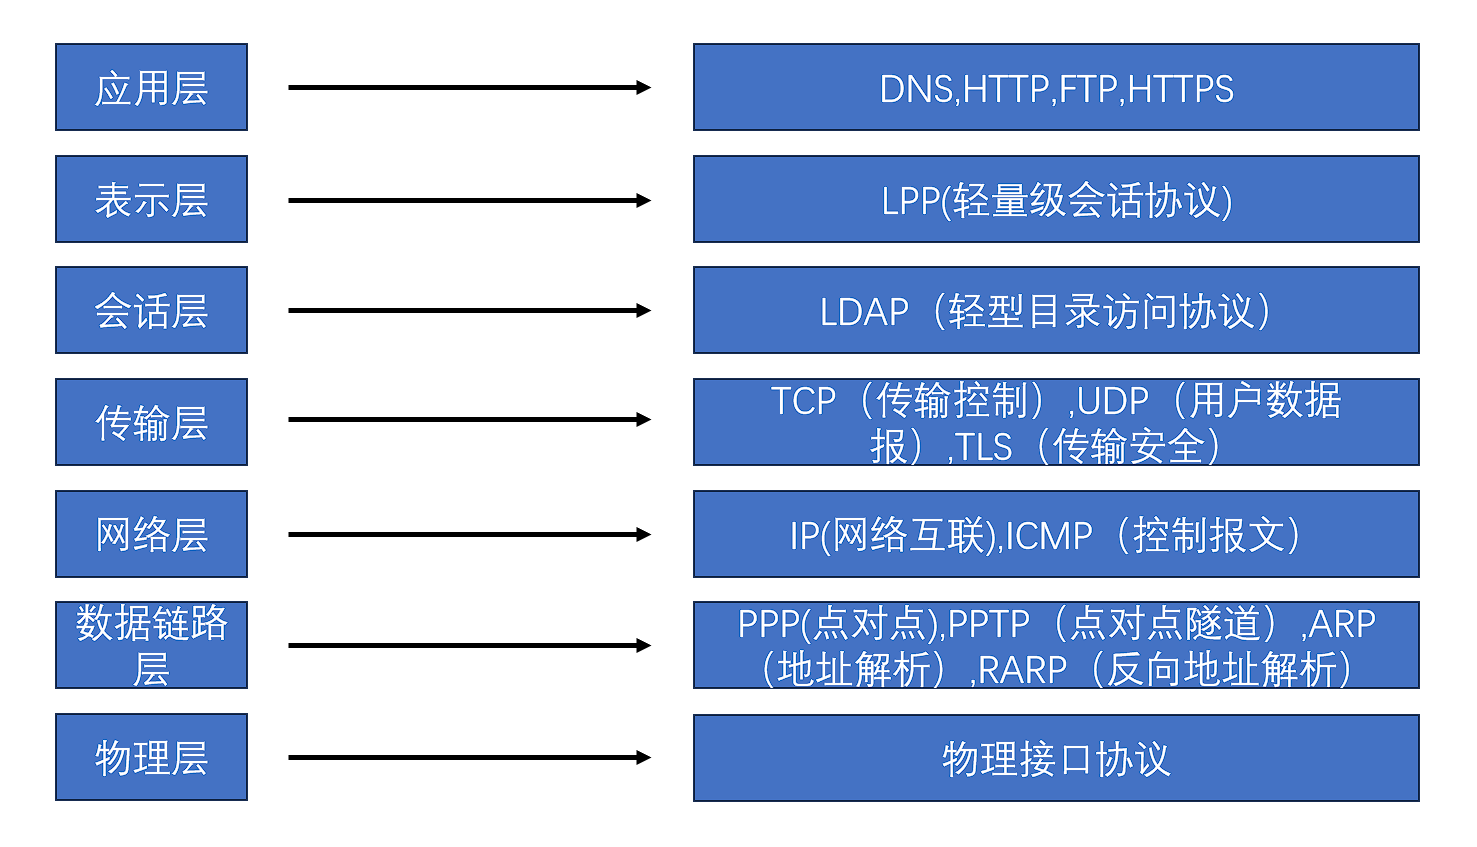 应用层
DNS,HTTP,FTP,HTTPS
表示层
LPP(轻量级会话协议)
会话层
LDAP（轻型目录访问协议）
传输层
TCP（传输控制）,UDP（用户数据
报）,TLS（传输安全）
网络层
IP(网络互联),ICMP（控制报文）
数据链路
层
PPP(点对点),PPTP（点对点隧道）,ARP
（地址解析）,RARP（反向地址解析）
物理层
物理接口协议